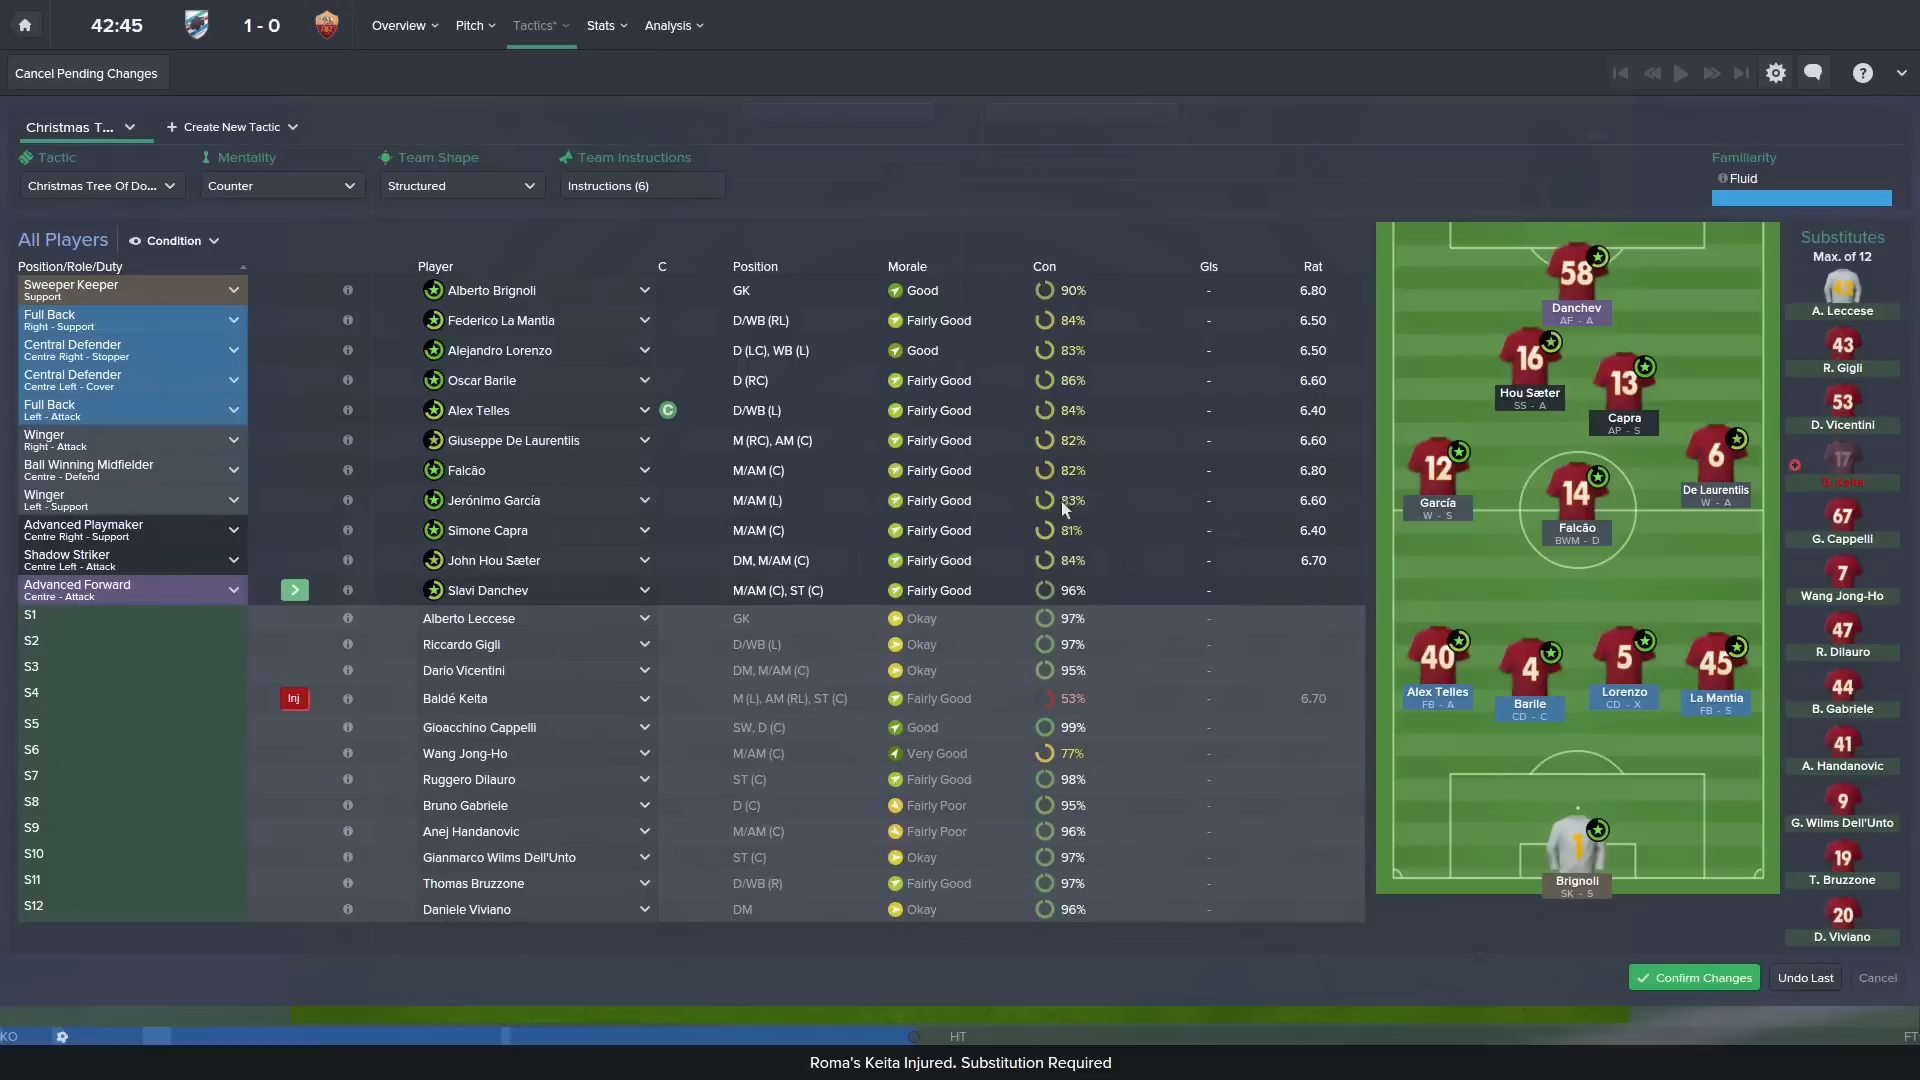 42:45
1 - 0
Overview
Pitch
Tactics*
Stats
Analysis
Cancel Pending Changes
Christmas T...
+ Create New Tactic
Tactic
Mentality
Team Shape
Team Instructions
Familiarity
Christmas Tree Of Do...
Counter
Structured
Instructions (6)
Fluid
All Players
Condition
Position/Role/Duty Player C Position Morale Con Gls Rat
Sweeper Keeper
Support
Alberto Brignoli GK Good 90% - 6.80
Full Back
Right - Support
Federico La Mantia D/WB (RL) Fairly Good 84% - 6.50
Central Defender
Centre Right - Stopper
Alejandro Lorenzo D (LC), WB (L) Good 83% - 6.50
Central Defender
Centre Left - Cover
Oscar Barile D (RC) Fairly Good 86% - 6.60
Full Back
Left - Attack
Alex Telles C D/WB (L) Fairly Good 84% - 6.40
Winger
Right - Attack
Giuseppe De Laurentiis M (RC), AM (C) Fairly Good 82% - 6.60
Ball Winning Midfielder
Centre - Defend
Falcão M/AM (C) Fairly Good 82% - 6.80
Winger
Left - Support
Jerónimo García M/AM (L) Fairly Good 83% - 6.60
Advanced Playmaker
Centre Right - Support
Simone Capra M/AM (C) Fairly Good 81% - 6.40
Shadow Striker
Centre Left - Attack
John Hou Sæter DM, M/AM (C) Fairly Good 84% - 6.70
Advanced Forward
Centre - Attack
Slavi Danchev M/AM (C), ST (C) Fairly Good 96% -
S1 Alberto Leccese GK Okay 97% -
S2 Riccardo Gigli D/WB (L) Okay 97% -
S3 Dario Vicentini DM, M/AM (C) Okay 95% -
S4 Inj Baldé Keita M (L), AM (RL), ST (C) Fairly Good 53% - 6.70
S5 Gioacchino Cappelli SW, D (C) Good 99% -
S6 Wang Jong-Ho M/AM (C) Very Good 77% -
S7 Ruggero Dilauro ST (C) Fairly Good 98% -
S8 Bruno Gabriele D (C) Fairly Poor 95% -
S9 Anej Handanovic M/AM (C) Fairly Poor 96% -
S10 Gianmarco Wilms Dell'Unto ST (C) Okay 97% -
S11 Thomas Bruzzone D/WB (R) Fairly Good 97% -
S12 Daniele Viviano DM Okay 96% -
58
Danchev
AF - A
16
Hou Sæter
SS - A
13
Capra
AP - S
12
García
W - S
14
Falcão
BWM - D
6
De Laurentiis
W - A
40
Alex Telles
FB - A
4
Barile
CD - C
5
Lorenzo
CD - X
45
La Mantia
FB - S
1
Brignoli
SK - S
Substitutes
Max. of 12
A. Leccese
43
R. Gigli
53
D. Vicentini
17
B. Keita
67
G. Cappelli
7
Wang Jong-Ho
47
R. Dilauro
44
B. Gabriele
41
A. Handanovic
9
G. Wilms Dell'Unto
19
T. Bruzzone
20
D. Viviano
Confirm Changes
Undo Last
Cancel
KO
HT
FT
Roma's Keita Injured. Substitution Required